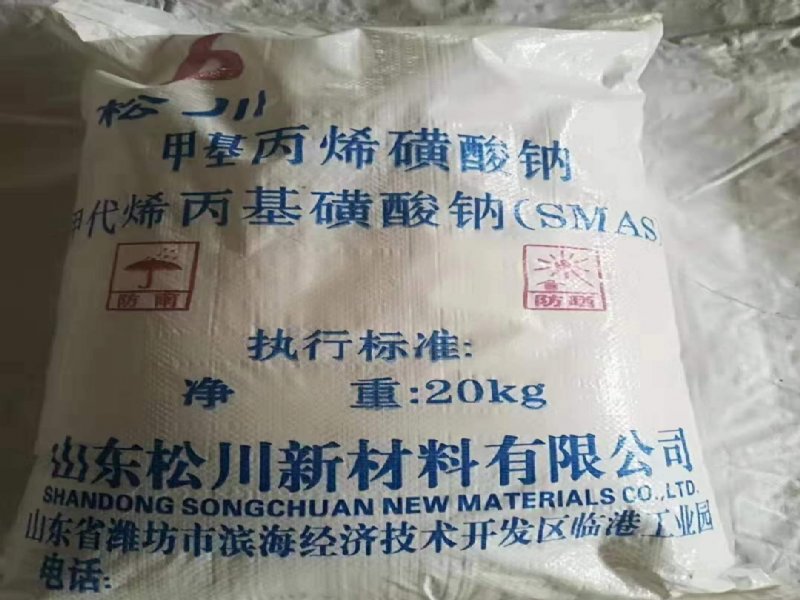 松川
甲基丙烯磺酸钠
甲代烯丙基磺酸钠(SMAS)
防雨
执行标准:
净 重:20kg
山东松川新材料有限公司
SHANDONG SONGCHUAN NEW MATERIALS CO.,LTD.
山东省潍坊市滨海经济技术开发区临港工业园
电话: